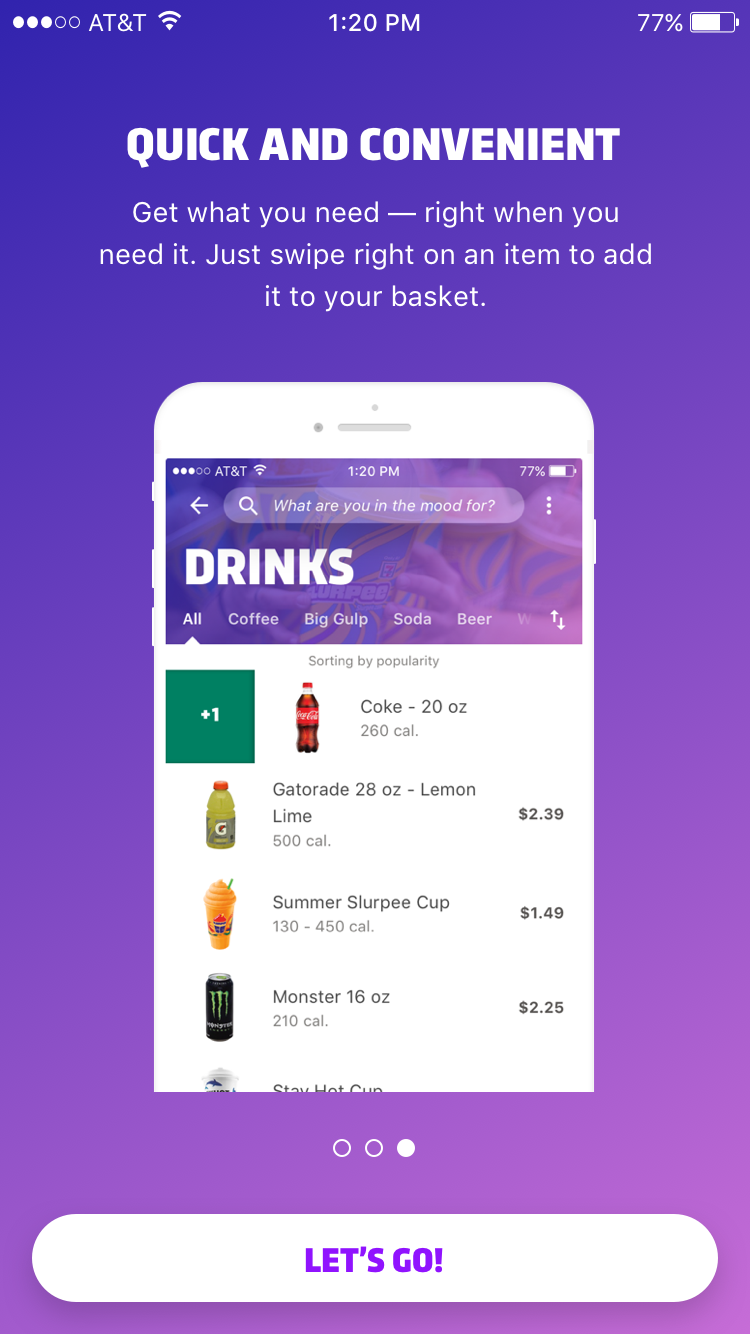 AT&T 1:20 PM 77%
QUICK AND CONVENIENT
Get what you need — right when you
need it. Just swipe right on an item to add
it to your basket.
AT&T 1:20 PM 77%
What are you in the mood for?
DRINKS
All Coffee Big Gulp Soda Beer W
Sorting by popularity
+1
Coca-Cola
Coke - 20 oz
260 cal.
G
Gatorade 28 oz - Lemon
Lime
500 cal.
$2.39
Summer Slurpee Cup
130 - 450 cal.
$1.49
MONSTER
Monster 16 oz
210 cal.
$2.25
Stay Hot Cup
LET'S GO!